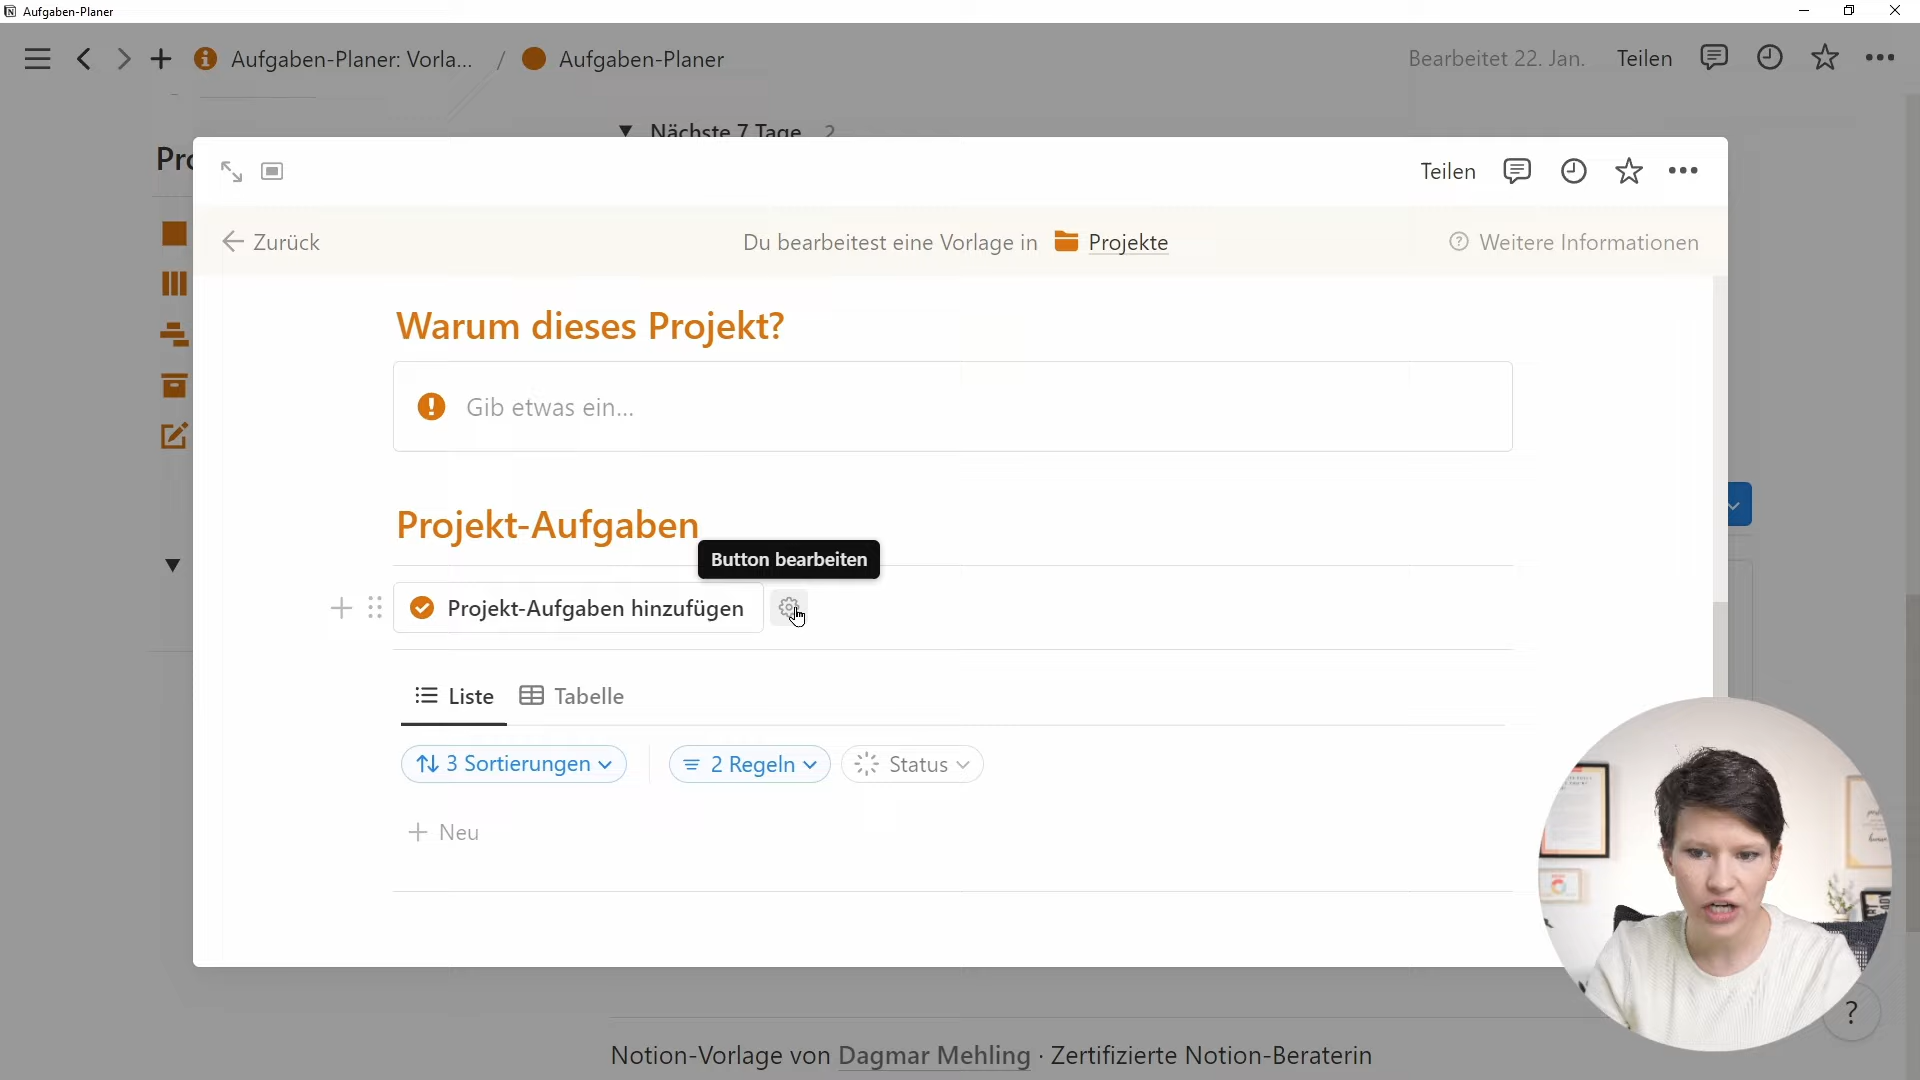 Aufgaben-Planer
Aufgaben-Planer: Vorla... / Aufgaben-Planer
Bearbeitet 22. Jan. Teilen
Nächste 7 Tage 2
Pro
Teilen
Zurück
Du bearbeitest eine Vorlage in Projekte
Weitere Informationen
Warum dieses Projekt?
Gib etwas ein...
Projekt-Aufgaben
Button bearbeiten
Projekt-Aufgaben hinzufügen
Liste Tabelle
3 Sortierungen 2 Regeln Status
+ Neu
?
Notion-Vorlage von Dagmar Mehling · Zertifizierte Notion-Beraterin